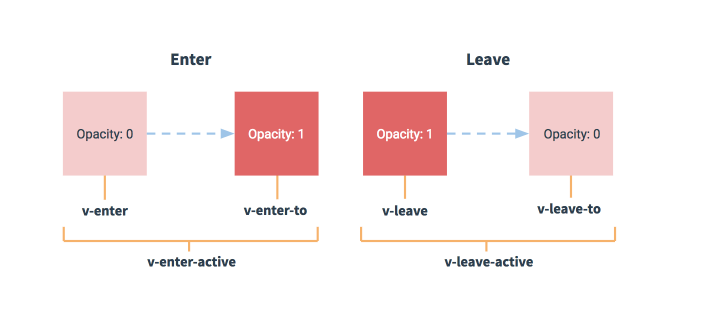 Enter
Leave
Opacity: 0
Opacity: 1
Opacity: 1
Opacity: 0
v-enter
v-enter-to
v-leave
v-leave-to
v-enter-active
v-leave-active